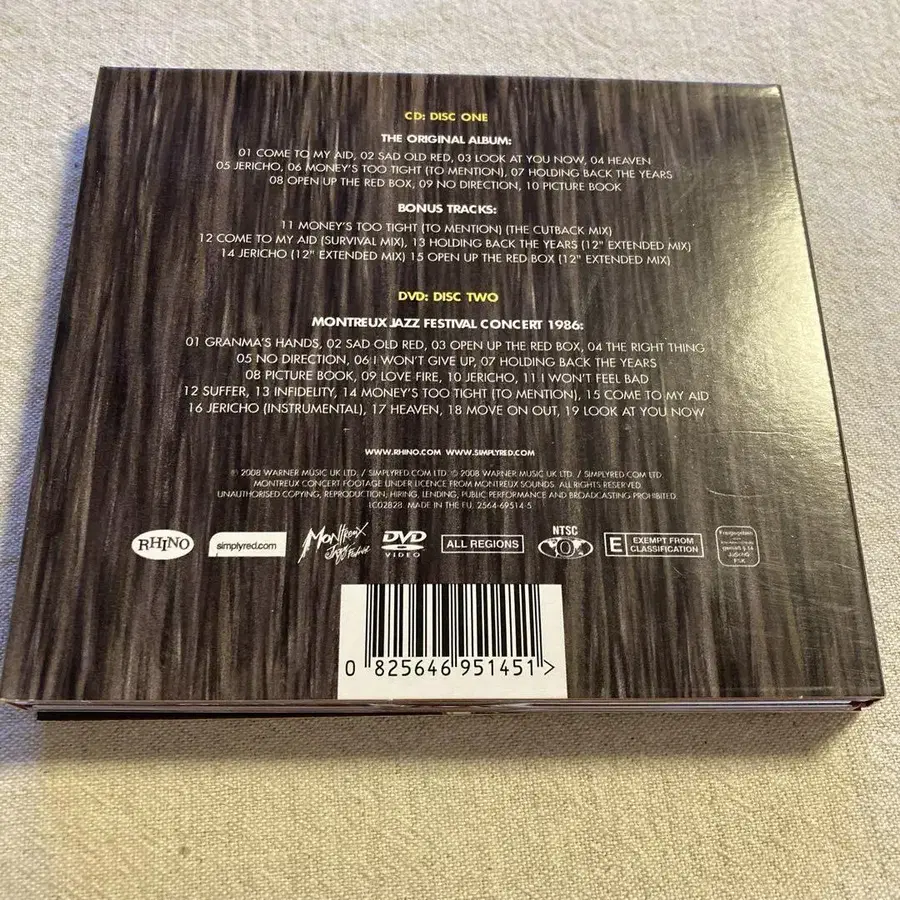 CD: DISC ONE
THE ORIGINAL ALBUM:
01 COME TO MY AID, 02 SAD OLD RED, 03 LOOK AT YOU NOW, 04 HEAVEN
05 JERICHO, 06 MONEY'S TOO TIGHT (TO MENTION), 07 HOLDING BACK THE YEARS
08 OPEN UP THE RED BOX, 09 NO DIRECTION, 10 PICTURE BOOK
BONUS TRACKS:
11 MONEY'S TOO TIGHT (TO MENTION) (THE CUTBACK MIX)
12 COME TO MY AID (SURVIVAL MIX), 13 HOLDING BACK THE YEARS (12" EXTENDED MIX)
14 JERICHO (12" EXTENDED MIX) 15 OPEN UP THE RED BOX (12" EXTENDED MIX)
DVD: DISC TWO
MONTREUX JAZZ FESTIVAL CONCERT 1986:
01 GRANMA'S HANDS, 02 SAD OLD RED, 03 OPEN UP THE RED BOX, 04 THE RIGHT THING
05 NO DIRECTION, 06 I WON'T GIVE UP, 07 HOLDING BACK THE YEARS
08 PICTURE BOOK, 09 LOVE FIRE, 10 JERICHO, 11 I WON'T FEEL BAD
12 SUFFER, 13 INFIDELITY, 14 MONEY'S TOO TIGHT (TO MENTION), 15 COME TO MY AID
16 JERICHO (INSTRUMENTAL), 17 HEAVEN, 18 MOVE ON OUT, 19 LOOK AT YOU NOW
WWW.RHINO.COM WWW.SIMPLYRED.COM
℗ 2008 WARNER MUSIC UK LTD. / SIMPLYRED.COM LTD. © 2008 WARNER MUSIC UK LTD. / SIMPLYRED.COM LTD
MONTREUX CONCERT FOOTAGE UNDER LICENCE FROM MONTREUX SOUNDS. ALL RIGHTS RESERVED.
UNAUTHORISED COPYING, REPRODUCTION, HIRING, LENDING, PUBLIC PERFORMANCE AND BROADCASTING PROHIBITED.
LC02828. MADE IN THE EU. 2564-69514-5
RHINO simplyred.com Montreux Jazz Festival DVD VIDEO ALL REGIONS NTSC E EXEMPT FROM CLASSIFICATION
Freigegeben
FSK
0 825646 951451 >